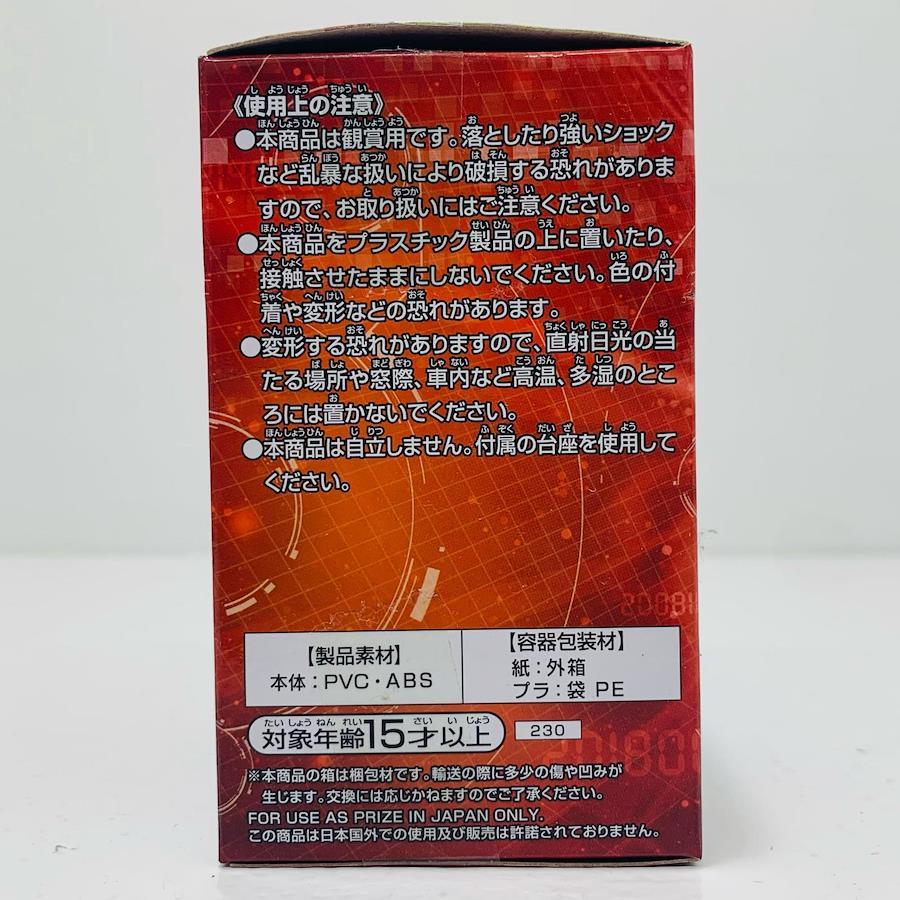 《使用上の注意》
●本商品は観賞用です。落としたり強いショック
など乱暴な扱いにより破損する恐れがありま
すので、お取り扱いにはご注意ください。
●本商品をプラスチック製品の上に置いたり、
接触させたままにしないでください。色の付
着や変形などの恐れがあります。
●変形する恐れがありますので、直射日光の当
たる場所や窓際、車内など高温、多湿のとこ
ろには置かないでください。
●本商品は自立しません。付属の台座を使用して
ください。
【製品素材】
本体：PVC・ABS
【容器包装材】
紙：外箱
プラ：袋 PE
対象年齢15才以上
230
※本商品の箱は梱包材です。輸送の際に多少の傷や凹みが
生じます。交換には応じかねますのでご了承ください。
FOR USE AS PRIZE IN JAPAN ONLY.
この商品は日本国外での使用及び販売は許諾されておりません。